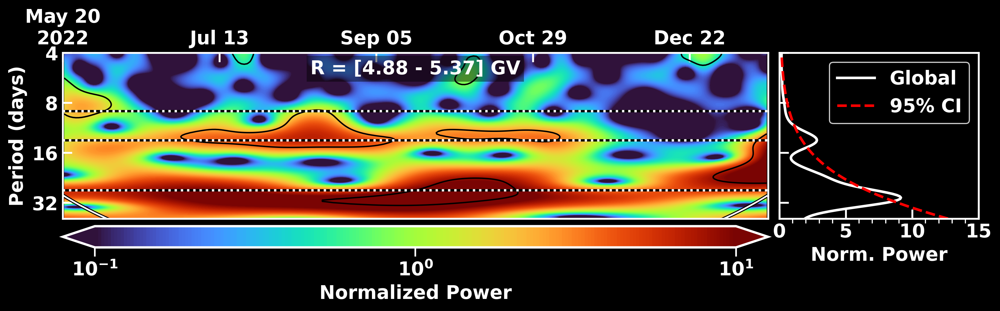 May 20
2022
Jul 13
Sep 05
Oct 29
Dec 22
Period (days)
4
8
16
32
R = [4.88 - 5.37] GV
Global
95% CI
0
5
10
15
Norm. Power
10⁻¹
10⁰
10¹
Normalized Power